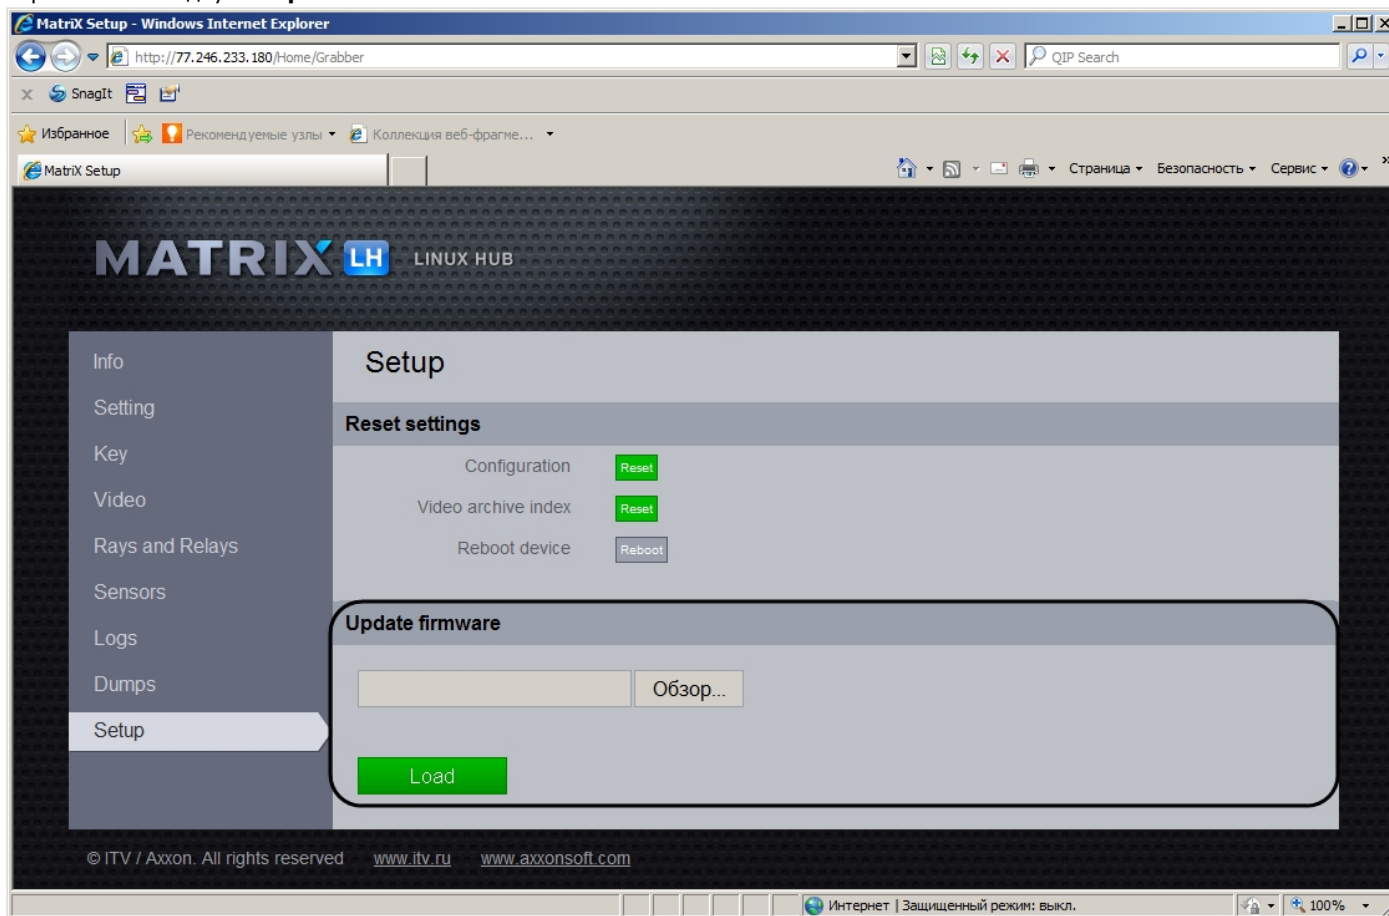 MatriX Setup - Windows Internet Explorer
http://77.246.233.180/Home/Grabber
QIP Search
x SnagIt
Избранное Рекомендуемые узлы Коллекция веб-фрагме...
MatriX Setup
Страница Безопасность Сервис
MATRIX LH LINUX HUB
Info
Setting
Key
Video
Rays and Relays
Sensors
Logs
Dumps
Setup
Setup
Reset settings
Configuration Reset
Video archive index Reset
Reboot device Reboot
Update firmware
Обзор...
Load
© ITV / Axxon. All rights reserved www.itv.ru www.axxonsoft.com
Интернет | Защищенный режим: выкл. 100%